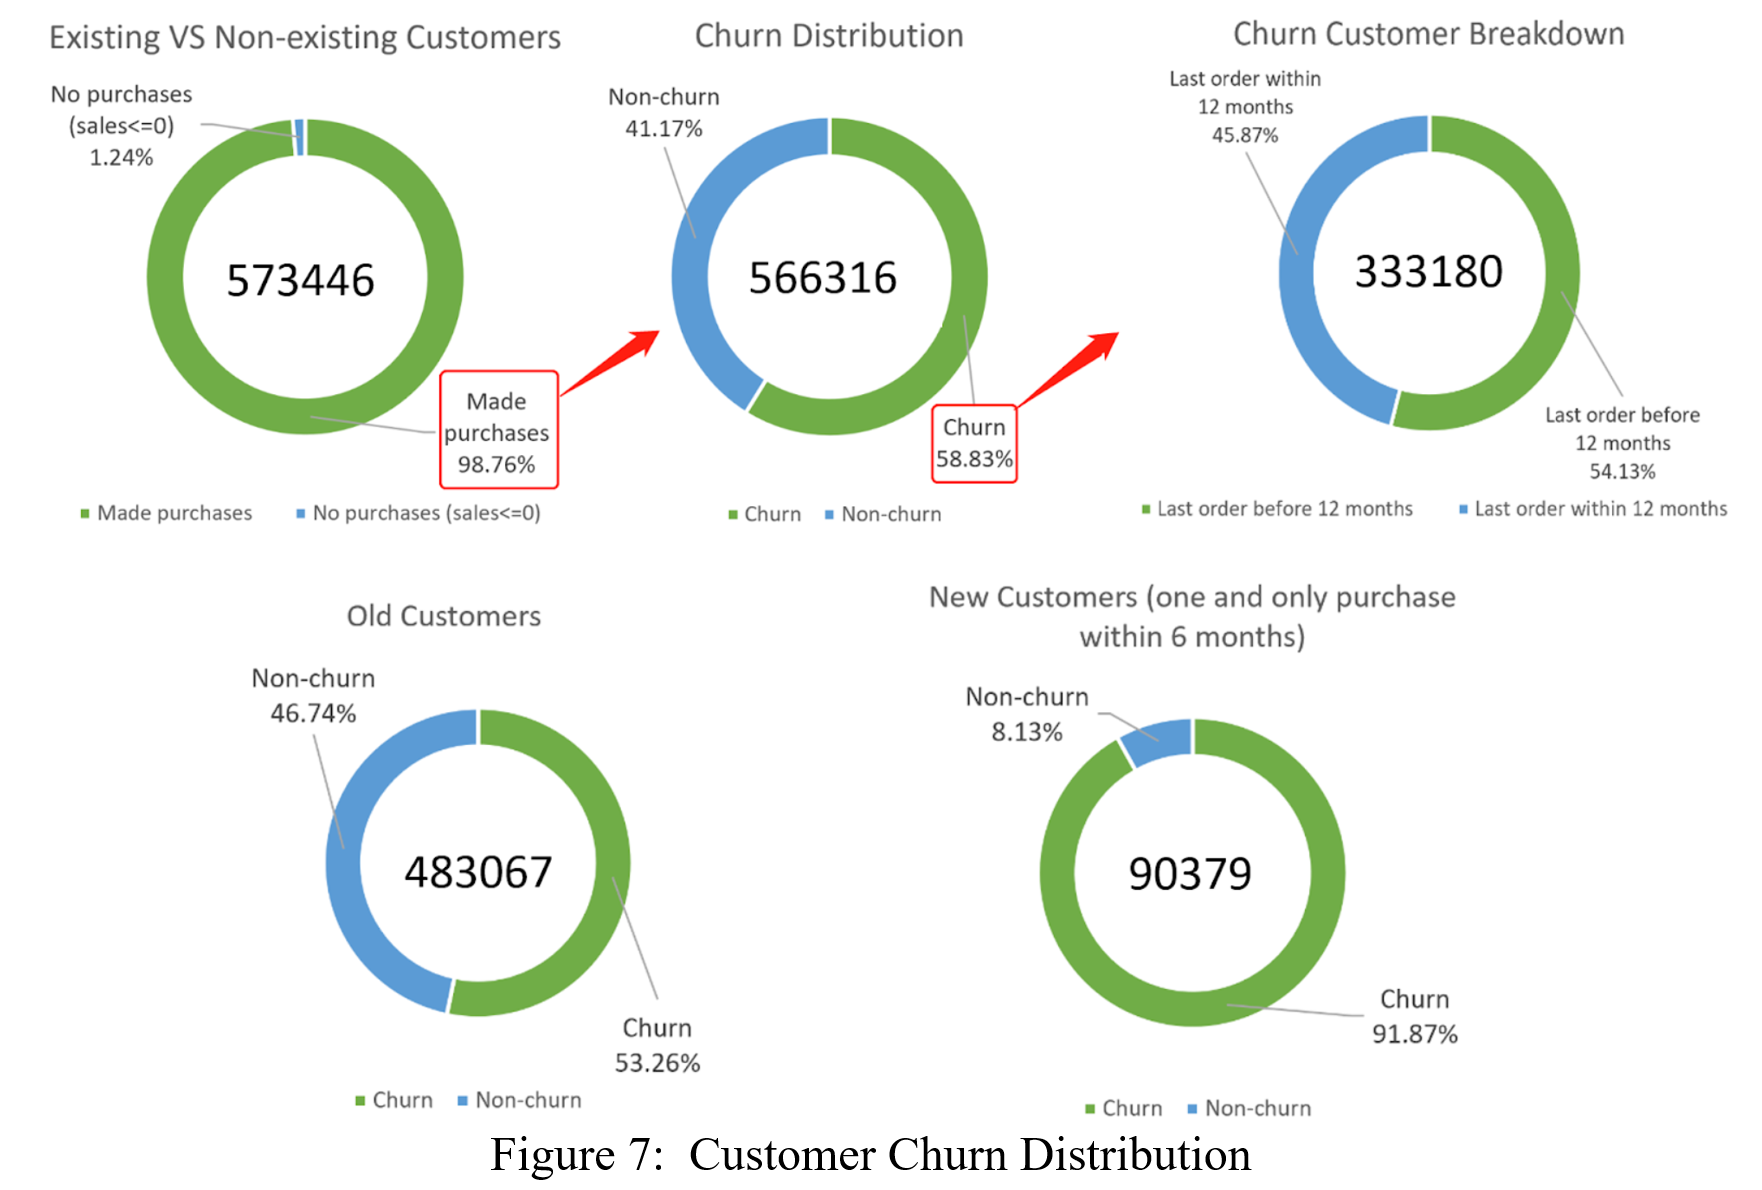 Existing VS Non-existing Customers
No purchases
(sales<=0)
1.24%
573446
Made
purchases
98.76%
Made purchases
No purchases (sales<=0)
Churn Distribution
Non-churn
41.17%
566316
Churn
58.83%
Churn
Non-churn
Churn Customer Breakdown
Last order within
12 months
45.87%
333180
Last order before
12 months
54.13%
Last order before 12 months
Last order within 12 months
Old Customers
Non-churn
46.74%
483067
Churn
53.26%
Churn
Non-churn
New Customers (one and only purchase
within 6 months)
Non-churn
8.13%
90379
Churn
91.87%
Churn
Non-churn
Figure 7: Customer Churn Distribution